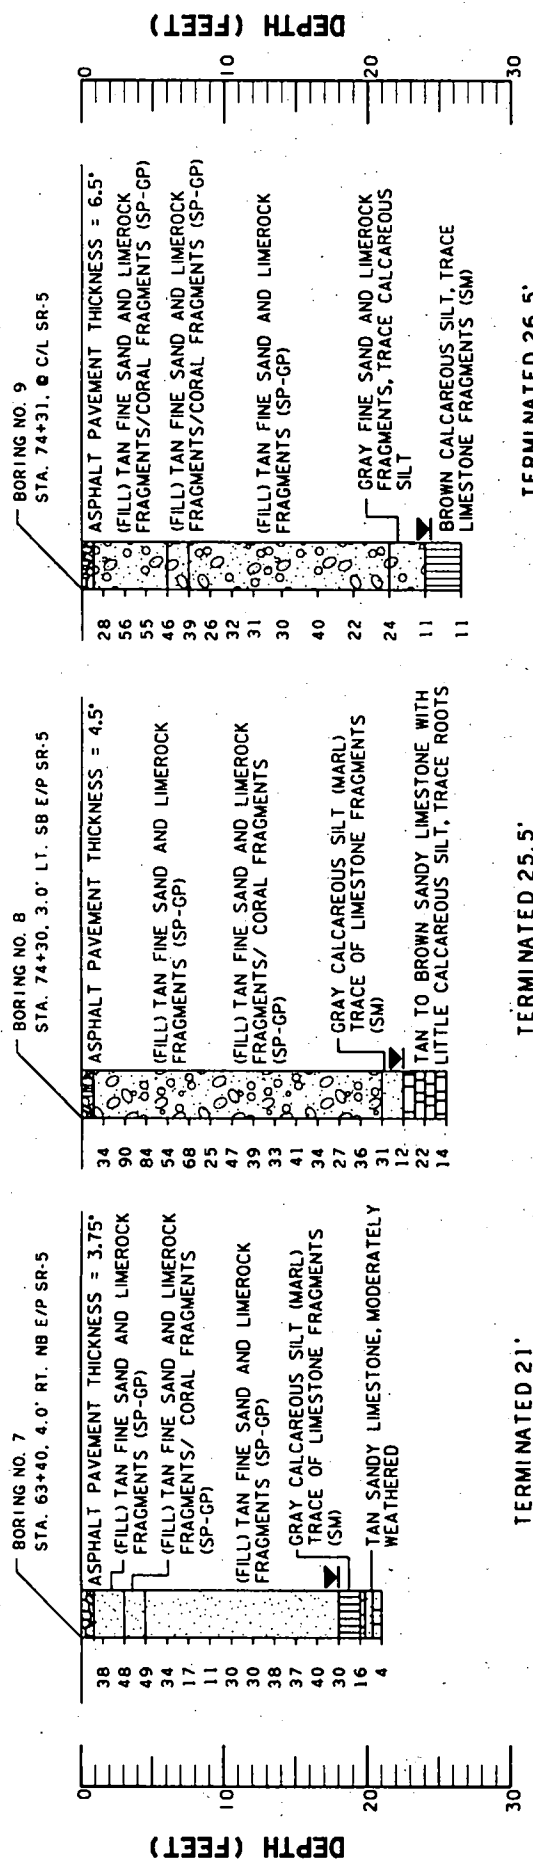 DEPTH (FEET)
0
10
20
30
BORING NO. 7
STA. 63+40, 4.0' RT. NB E/P SR-5
ASPHALT PAVEMENT THICKNESS = 3.75"
(FILL) TAN FINE SAND AND LIMEROCK
FRAGMENTS (SP-GP)
(FILL) TAN FINE SAND AND LIMEROCK
FRAGMENTS/ CORAL FRAGMENTS
(SP-GP)
(FILL) TAN FINE SAND AND LIMEROCK
FRAGMENTS (SP-GP)
GRAY CALCAREOUS SILT (MARL)
TRACE OF LIMESTONE FRAGMENTS
(SM)
TAN SANDY LIMESTONE, MODERATELY
WEATHERED
38
48
49
34
17
11
30
30
38
37
40
30
16
4
TERMINATED 21'
BORING NO. 8
STA. 74+30, 3.0' LT. SB E/P SR-5
ASPHALT PAVEMENT THICKNESS = 4.5"
(FILL) TAN FINE SAND AND LIMEROCK
FRAGMENTS (SP-GP)
(FILL) TAN FINE SAND AND LIMEROCK
FRAGMENTS/ CORAL FRAGMENTS
(SP-GP)
GRAY CALCAREOUS SILT (MARL)
TRACE OF LIMESTONE FRAGMENTS
(SM)
TAN TO BROWN SANDY LIMESTONE WITH
LITTLE CALCAREOUS SILT, TRACE ROOTS
34
90
84
54
68
25
47
39
33
41
34
27
36
31
12
22
14
TERMINATED 25.5'
BORING NO. 9
STA. 74+31, @ C/L SR-5
ASPHALT PAVEMENT THICKNESS = 6.5"
(FILL) TAN FINE SAND AND LIMEROCK
FRAGMENTS/CORAL FRAGMENTS (SP-GP)
(FILL) TAN FINE SAND AND LIMEROCK
FRAGMENTS/CORAL FRAGMENTS (SP-GP)
(FILL) TAN FINE SAND AND LIMEROCK
FRAGMENTS (SP-GP)
GRAY FINE SAND AND LIMEROCK
FRAGMENTS, TRACE CALCAREOUS
SILT
BROWN CALCAREOUS SILT, TRACE
LIMESTONE FRAGMENTS (SM)
28
56
55
46
39
26
32
31
30
40
22
24
11
11
TERMINATED 26.5'
DEPTH (FEET)
0
10
20
30